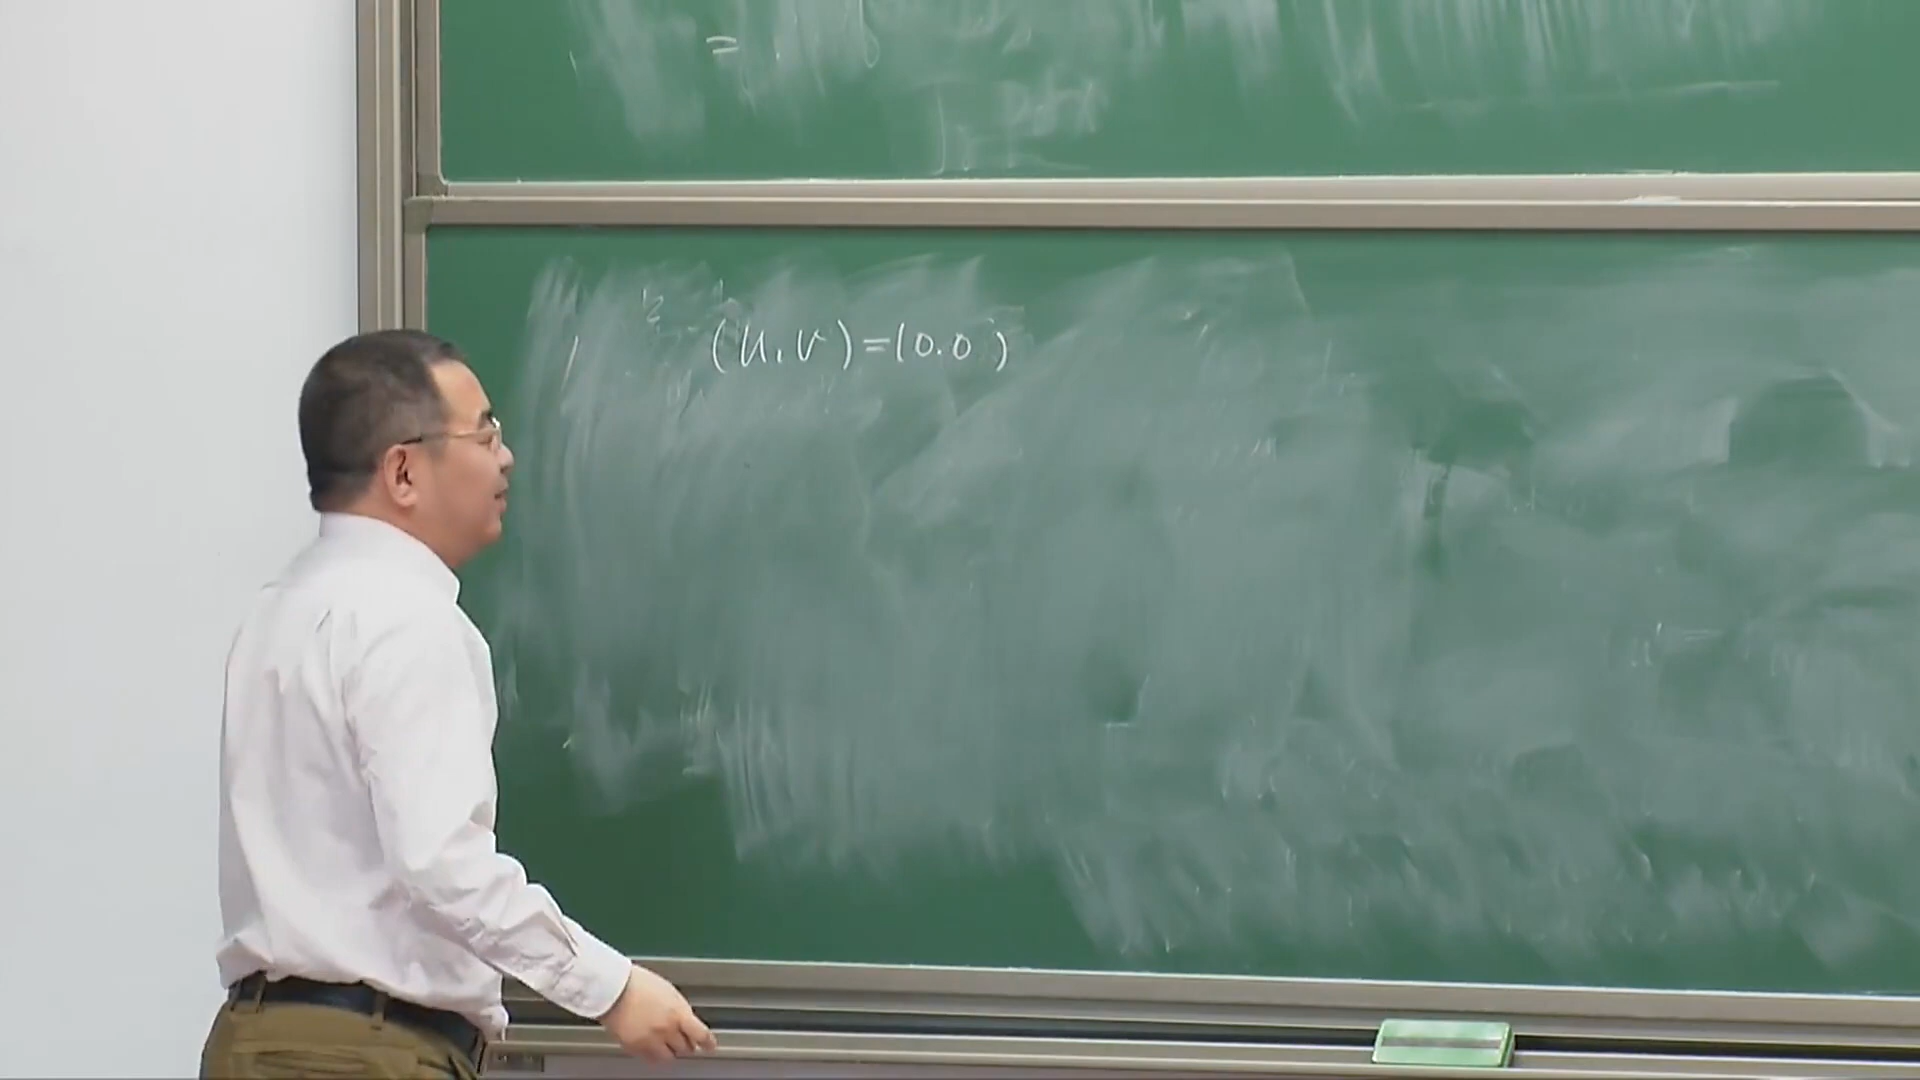 =
(u.v)=(0.0)